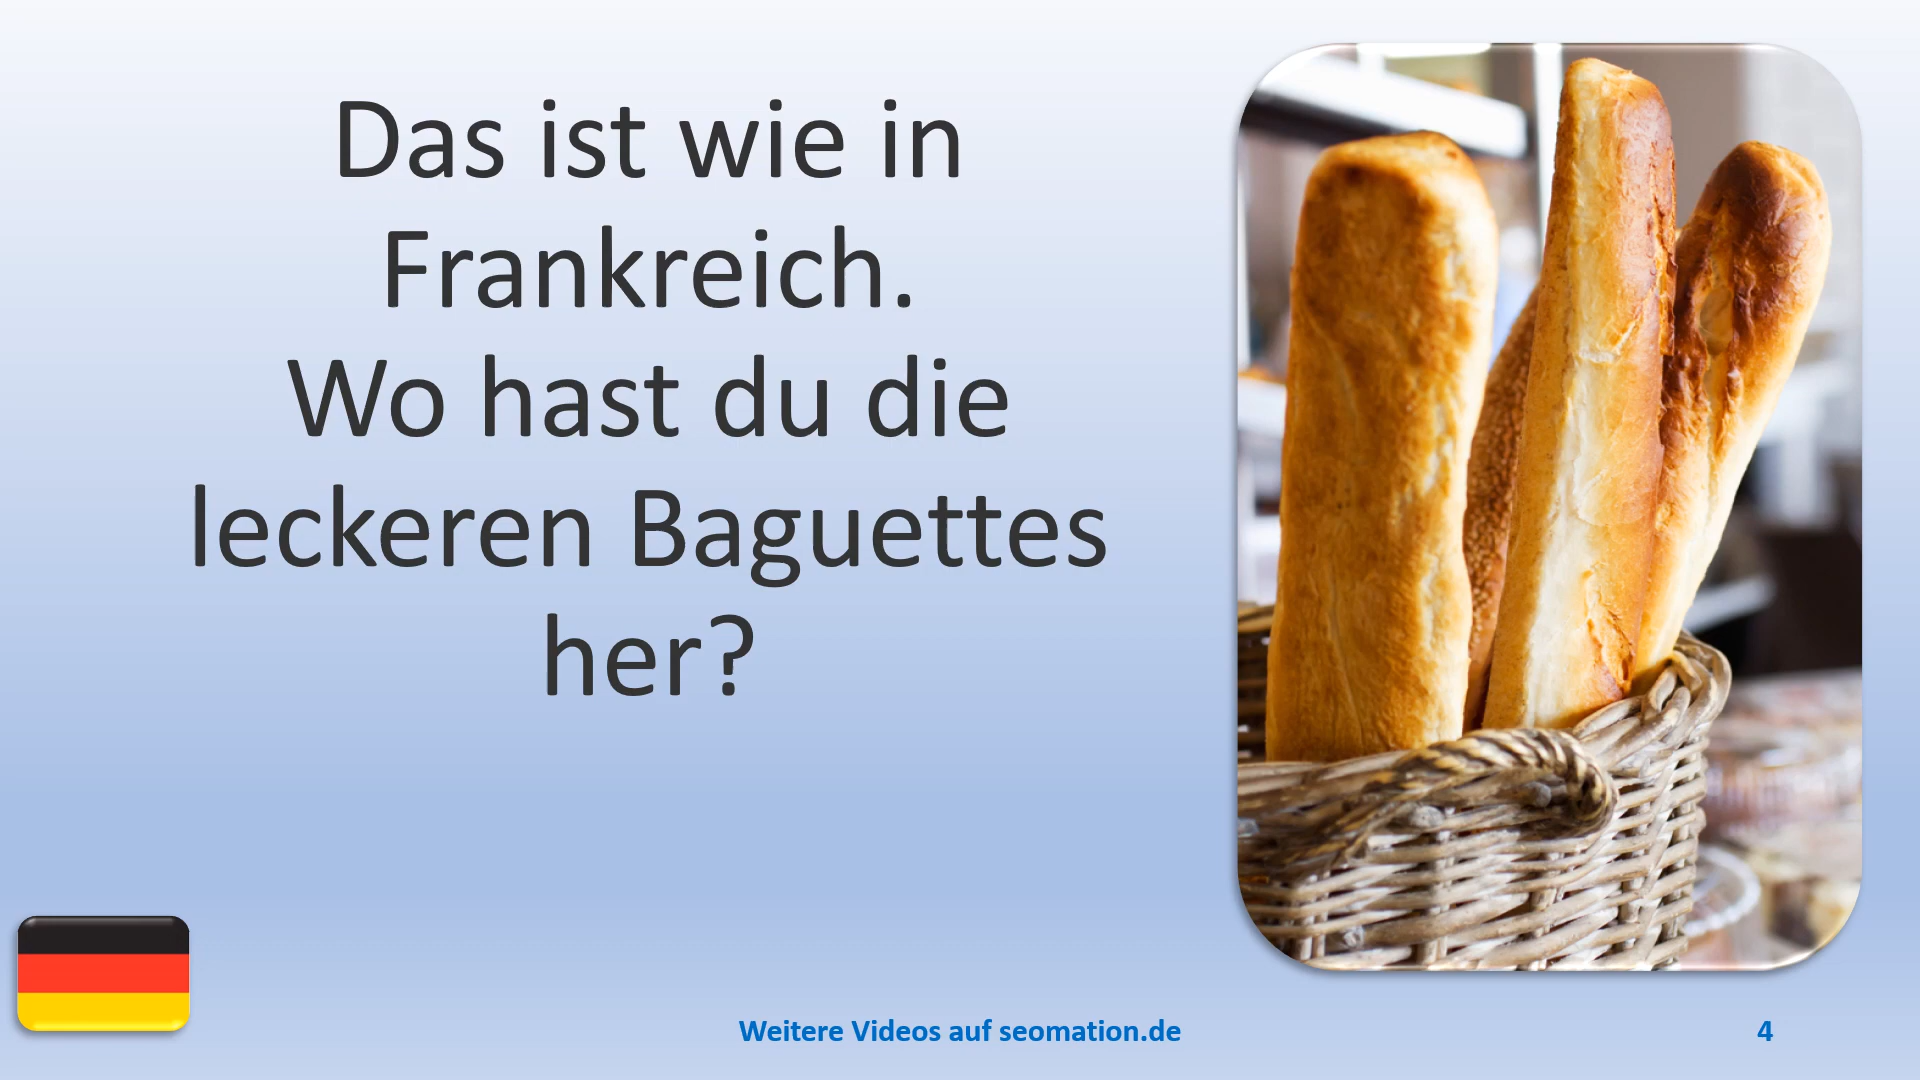 Das ist wie in
Frankreich.
Wo hast du die
leckeren Baguettes
her?
Weitere Videos auf seomation.de
4